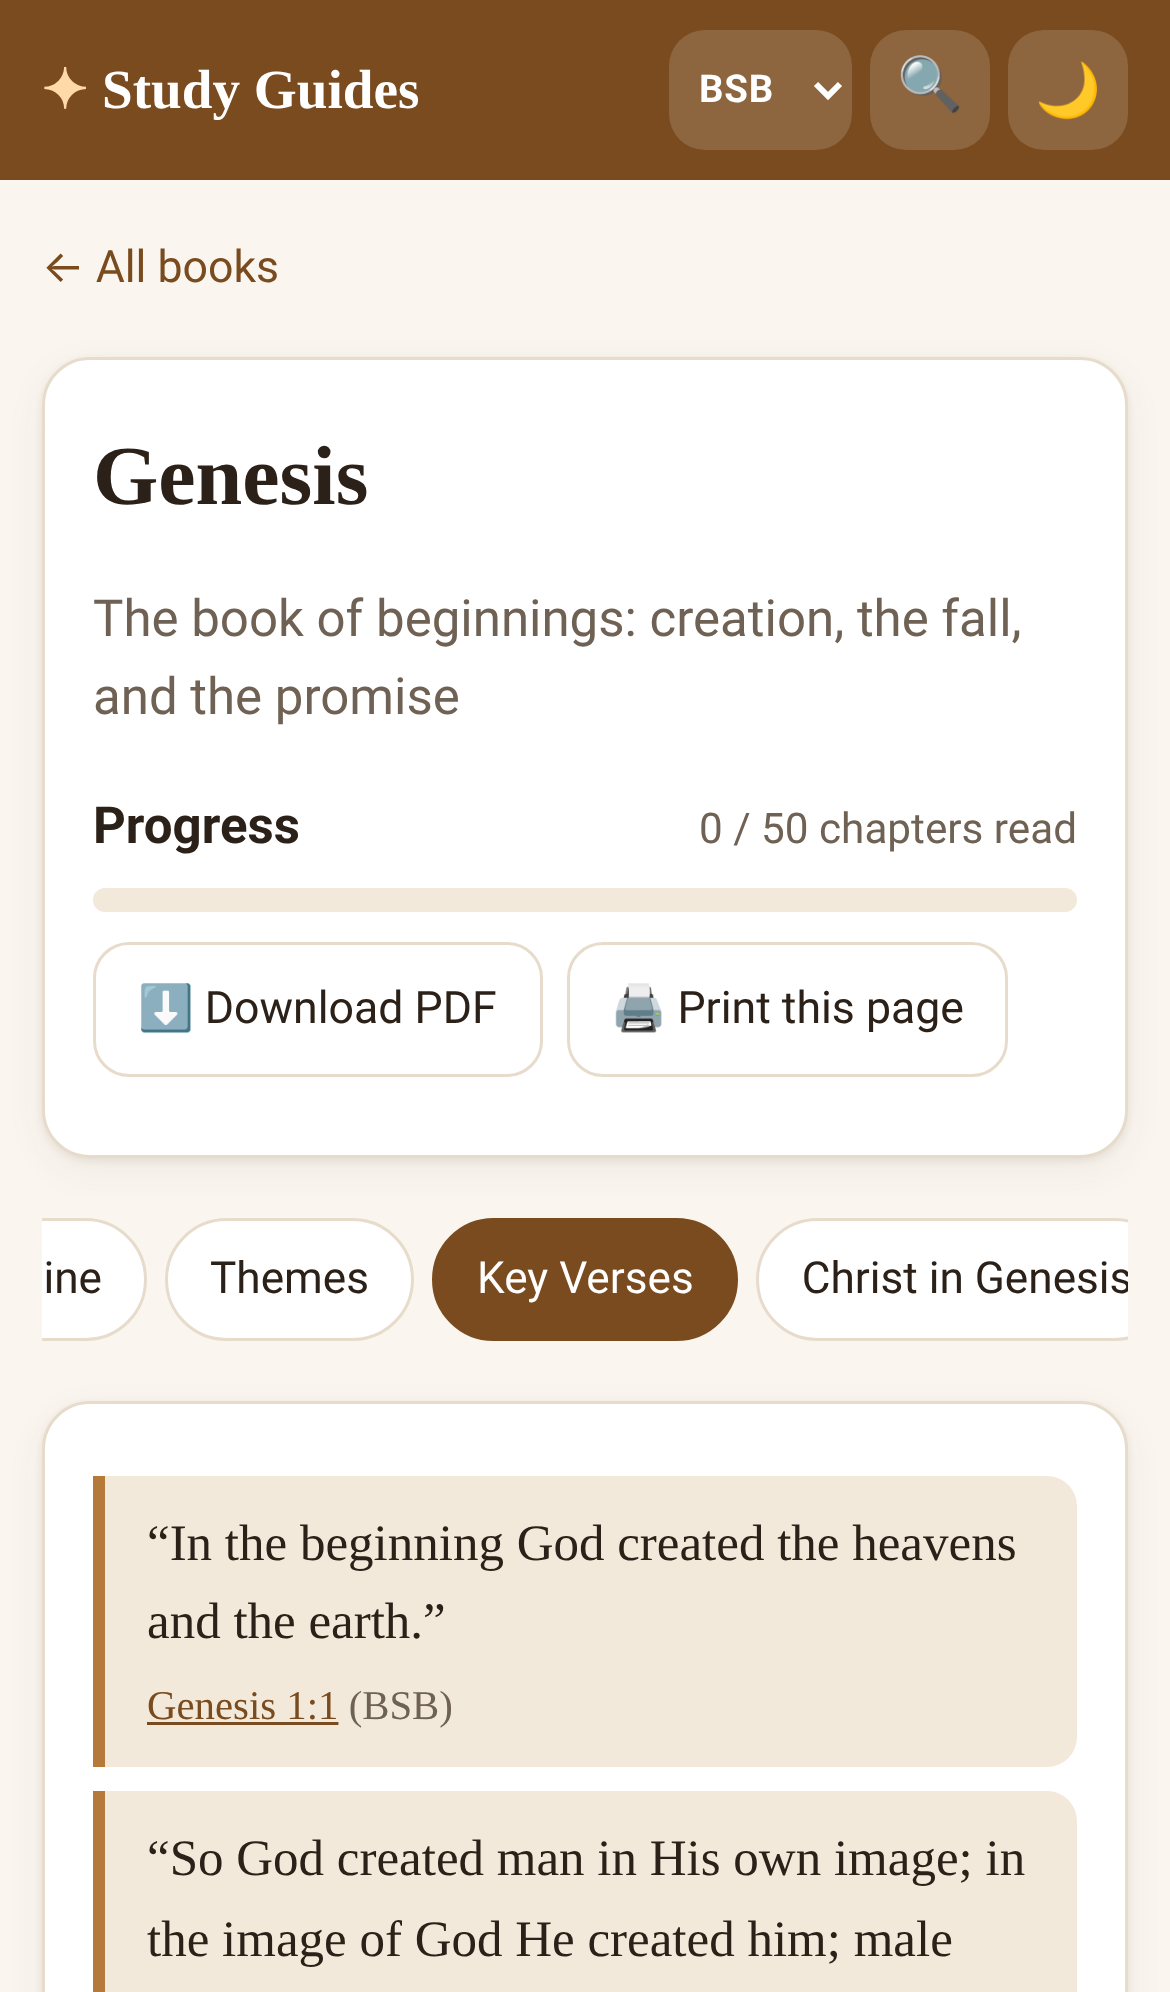 ✦ Study Guides BSB
← All books
Genesis
The book of beginnings: creation, the fall,
and the promise
Progress 0 / 50 chapters read
Download PDF Print this page
ine Themes Key Verses Christ in Genesis
“In the beginning God created the heavens
and the earth.”
Genesis 1:1 (BSB)
“So God created man in His own image; in
the image of God He created him; male